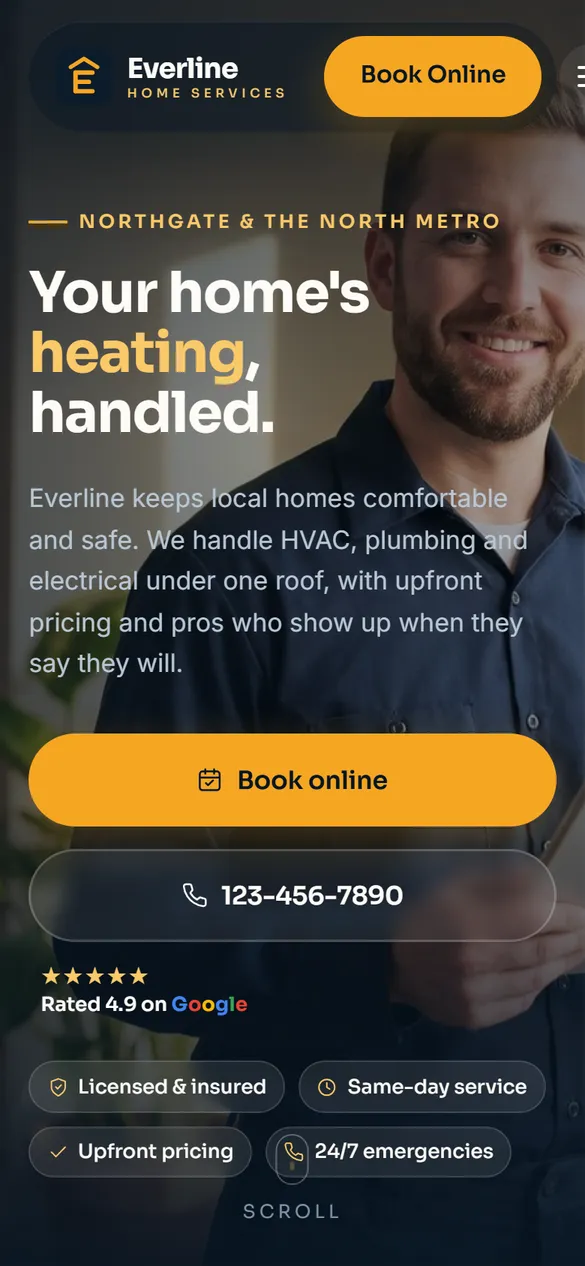 Everline
HOME SERVICES
Book Online
NORTHGATE & THE NORTH METRO
Your home's
heating,
handled.
Everline keeps local homes comfortable
and safe. We handle HVAC, plumbing and
electrical under one roof, with upfront
pricing and pros who show up when they
say they will.
Book online
123-456-7890
Rated 4.9 on Google
Licensed & insured
Same-day service
Upfront pricing
24/7 emergencies
SCROLL